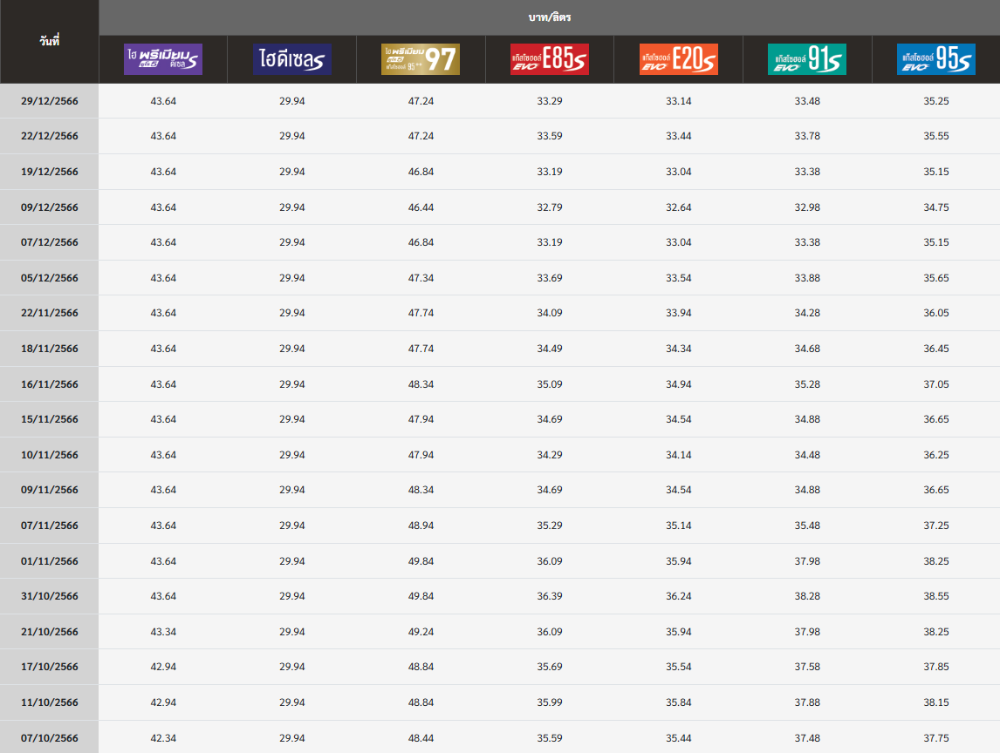 วันที่
บาท/ลิตร
ไฮ พรีเมียม ดีเซล S
ไฮดีเซล S
ไฮ พรีเมียม 97 แก๊สโซฮอล์ 95++
แก๊สโซฮอล์ E85 S EVO
แก๊สโซฮอล์ E20 S EVO
แก๊สโซฮอล์ 91 S EVO
แก๊สโซฮอล์ 95 S EVO
29/12/2566 43.64 29.94 47.24 33.29 33.14 33.48 35.25
22/12/2566 43.64 29.94 47.24 33.59 33.44 33.78 35.55
19/12/2566 43.64 29.94 46.84 33.19 33.04 33.38 35.15
09/12/2566 43.64 29.94 46.44 32.79 32.64 32.98 34.75
07/12/2566 43.64 29.94 46.84 33.19 33.04 33.38 35.15
05/12/2566 43.64 29.94 47.34 33.69 33.54 33.88 35.65
22/11/2566 43.64 29.94 47.74 34.09 33.94 34.28 36.05
18/11/2566 43.64 29.94 47.74 34.49 34.34 34.68 36.45
16/11/2566 43.64 29.94 48.34 35.09 34.94 35.28 37.05
15/11/2566 43.64 29.94 47.94 34.69 34.54 34.88 36.65
10/11/2566 43.64 29.94 47.94 34.29 34.14 34.48 36.25
09/11/2566 43.64 29.94 48.34 34.69 34.54 34.88 36.65
07/11/2566 43.64 29.94 48.94 35.29 35.14 35.48 37.25
01/11/2566 43.64 29.94 49.84 36.09 35.94 37.98 38.25
31/10/2566 43.64 29.94 49.84 36.39 36.24 38.28 38.55
21/10/2566 43.34 29.94 49.24 36.09 35.94 37.98 38.25
17/10/2566 42.94 29.94 48.84 35.69 35.54 37.58 37.85
11/10/2566 42.94 29.94 48.84 35.99 35.84 37.88 38.15
07/10/2566 42.34 29.94 48.44 35.59 35.44 37.48 37.75